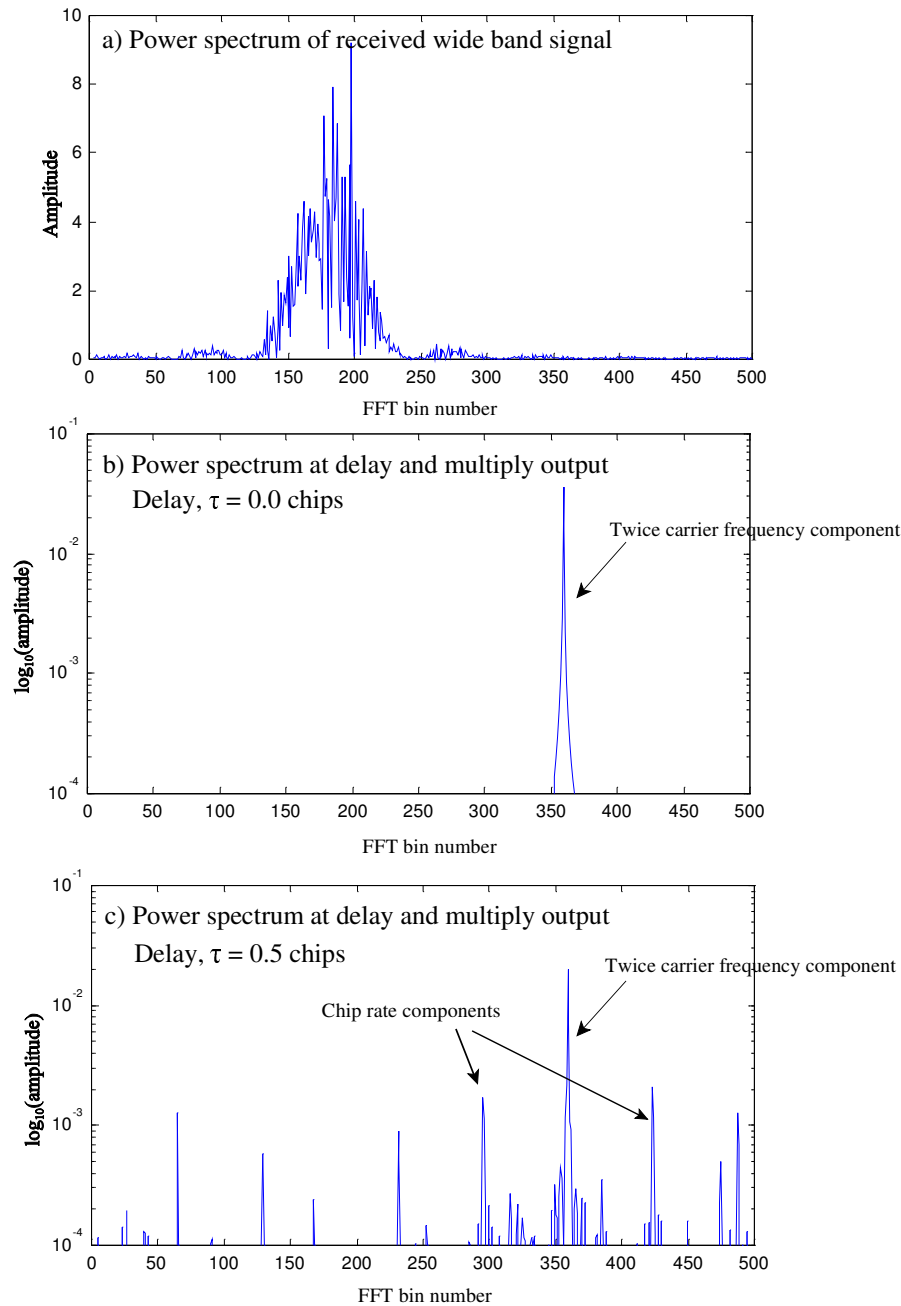 a) Power spectrum of received wide band signal
10
8
6
4
2
0
Amplitude
0 50 100 150 200 250 300 350 400 450 500
FFT bin number
b) Power spectrum at delay and multiply output
Delay, τ = 0.0 chips
Twice carrier frequency component
10⁻¹
10⁻²
10⁻³
10⁻⁴
log₁₀(amplitude)
0 50 100 150 200 250 300 350 400 450 500
FFT bin number
c) Power spectrum at delay and multiply output
Delay, τ = 0.5 chips
Twice carrier frequency component
Chip rate components
10⁻¹
10⁻²
10⁻³
10⁻⁴
log₁₀(amplitude)
0 50 100 150 200 250 300 350 400 450 500
FFT bin number